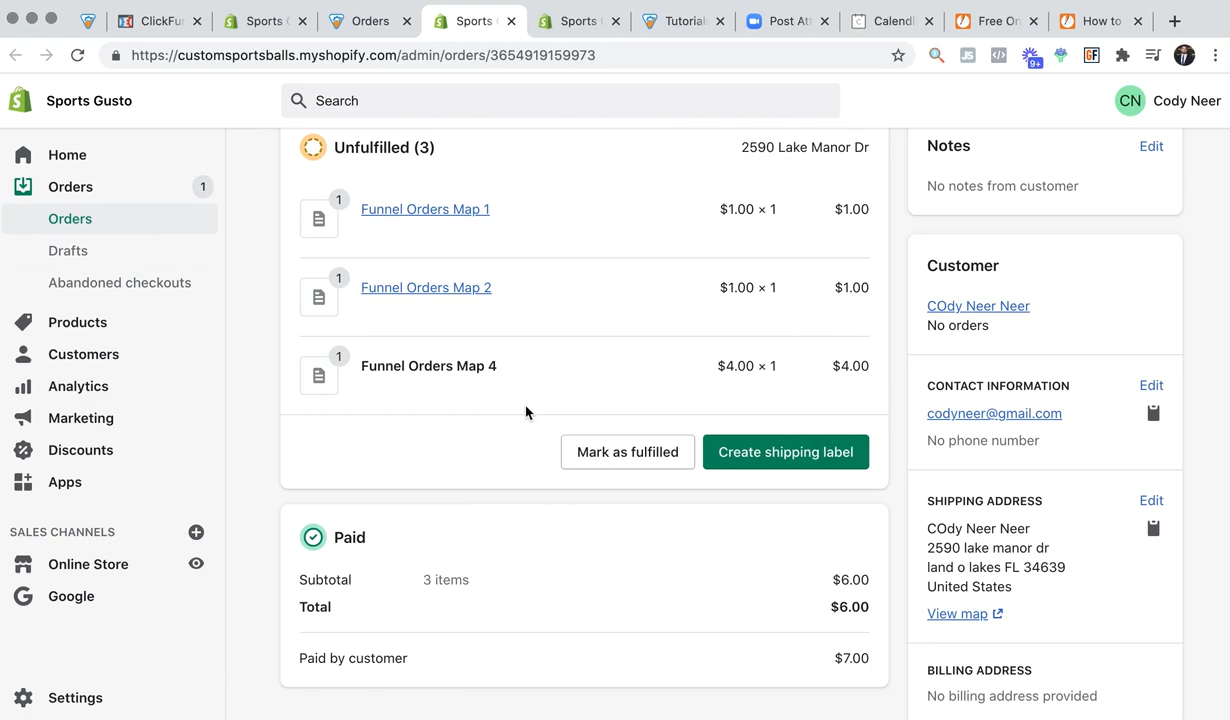 ClickFu
Sports
Orders
Sports
Sports
Tutorial
Post At
Calend
Free On
How to
https://customsportsballs.myshopify.com/admin/orders/3654919159973
JS
9+
GF
Sports Gusto
Search
CN
Cody Neer
Home
Orders
1
Orders
Drafts
Abandoned checkouts
Products
Customers
Analytics
Marketing
Discounts
Apps
SALES CHANNELS
Online Store
Google
Settings
Unfulfilled (3)
2590 Lake Manor Dr
1
Funnel Orders Map 1
$1.00 × 1
$1.00
1
Funnel Orders Map 2
$1.00 × 1
$1.00
1
Funnel Orders Map 4
$4.00 × 1
$4.00
Mark as fulfilled
Create shipping label
Paid
Subtotal
3 items
$6.00
Total
$6.00
Paid by customer
$7.00
Notes
Edit
No notes from customer
Customer
COdy Neer Neer
No orders
CONTACT INFORMATION
Edit
codyneer@gmail.com
No phone number
SHIPPING ADDRESS
Edit
COdy Neer Neer
2590 lake manor dr
land o lakes FL 34639
United States
View map
BILLING ADDRESS
No billing address provided